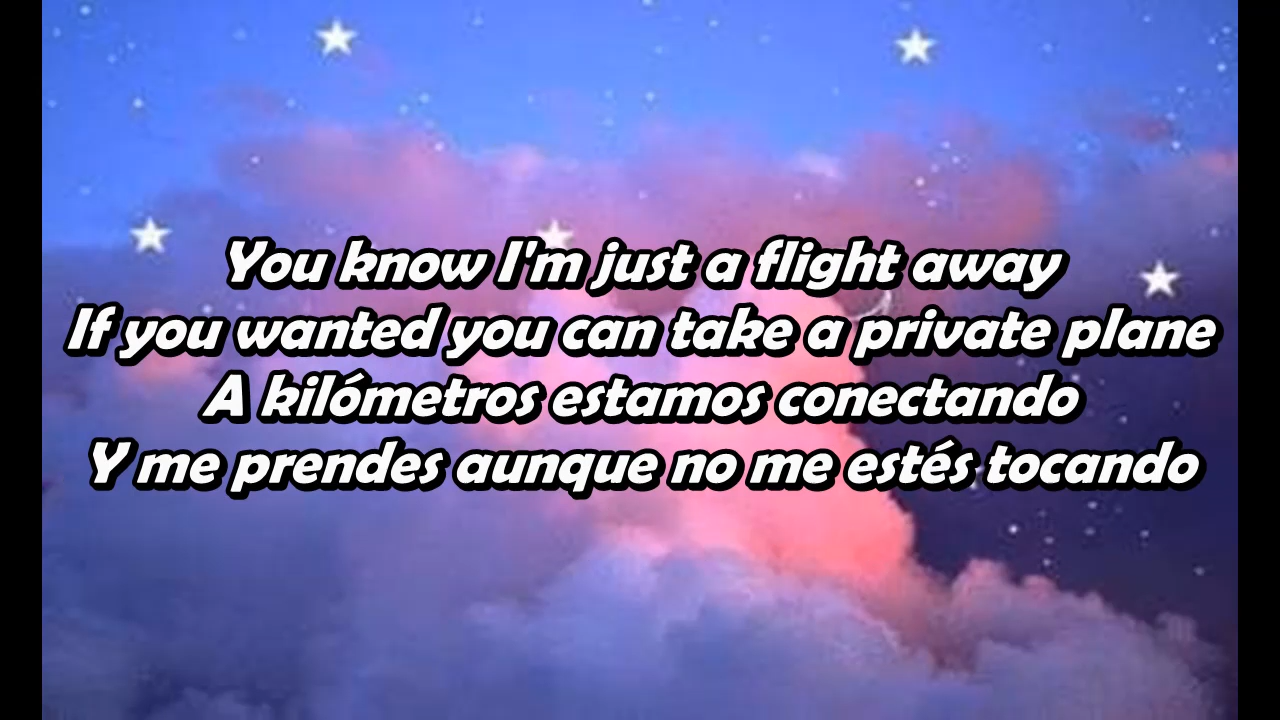 You know I'm just a flight away
If you wanted you can take a private plane
A kilómetros estamos conectando
Y me prendes aunque no me estés tocando